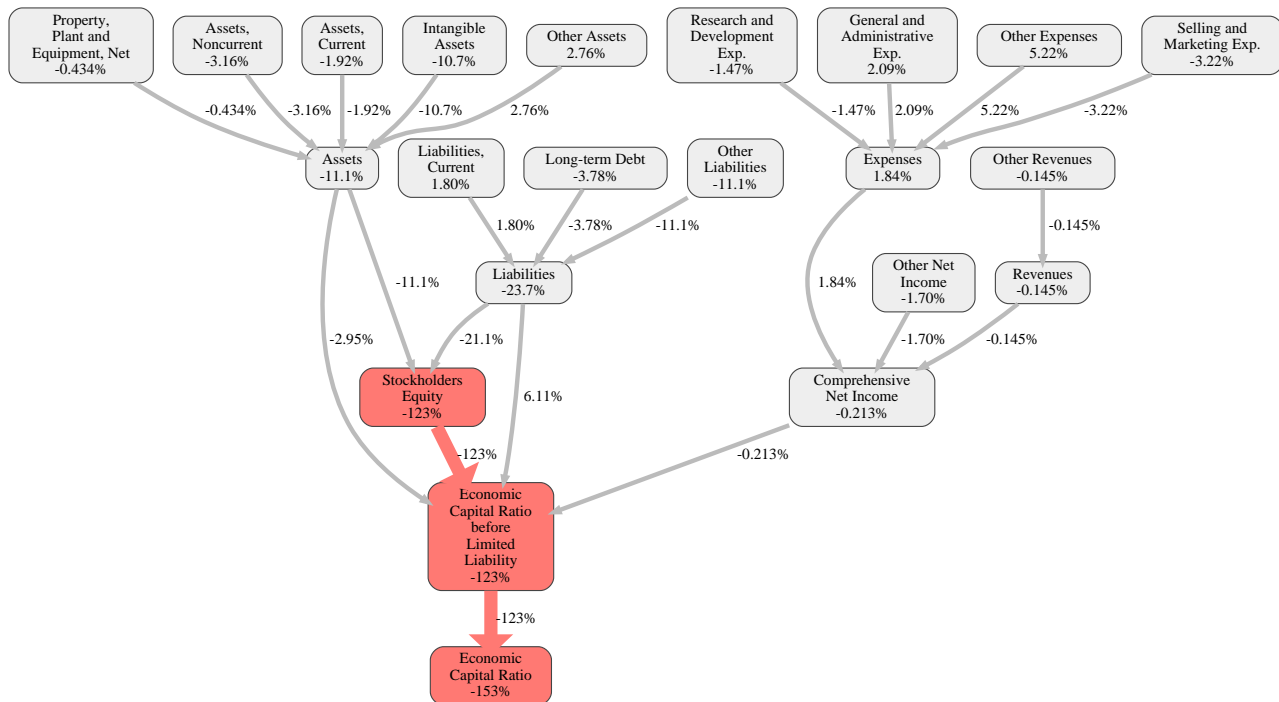 Property,
Plant and
Equipment, Net
-0.434%
Assets,
Noncurrent
-3.16%
Assets,
Current
-1.92%
Intangible
Assets
-10.7%
Other Assets
2.76%
Research and
Development
Exp.
-1.47%
General and
Administrative
Exp.
2.09%
Other Expenses
5.22%
Selling and
Marketing Exp.
-3.22%
-0.434%
-3.16%
-1.92%
-10.7%
2.76%
-1.47%
2.09%
5.22%
-3.22%
Assets
-11.1%
Liabilities,
Current
1.80%
Long-term Debt
-3.78%
Other
Liabilities
-11.1%
Expenses
1.84%
Other Revenues
-0.145%
1.80%
-3.78%
-11.1%
-0.145%
-11.1%
Liabilities
-23.7%
1.84%
Other Net
Income
-1.70%
Revenues
-0.145%
-2.95%
-21.1%
-1.70%
-0.145%
Stockholders
Equity
-123%
6.11%
Comprehensive
Net Income
-0.213%
-123%
-0.213%
Economic
Capital Ratio
before
Limited
Liability
-123%
-123%
Economic
Capital Ratio
-153%